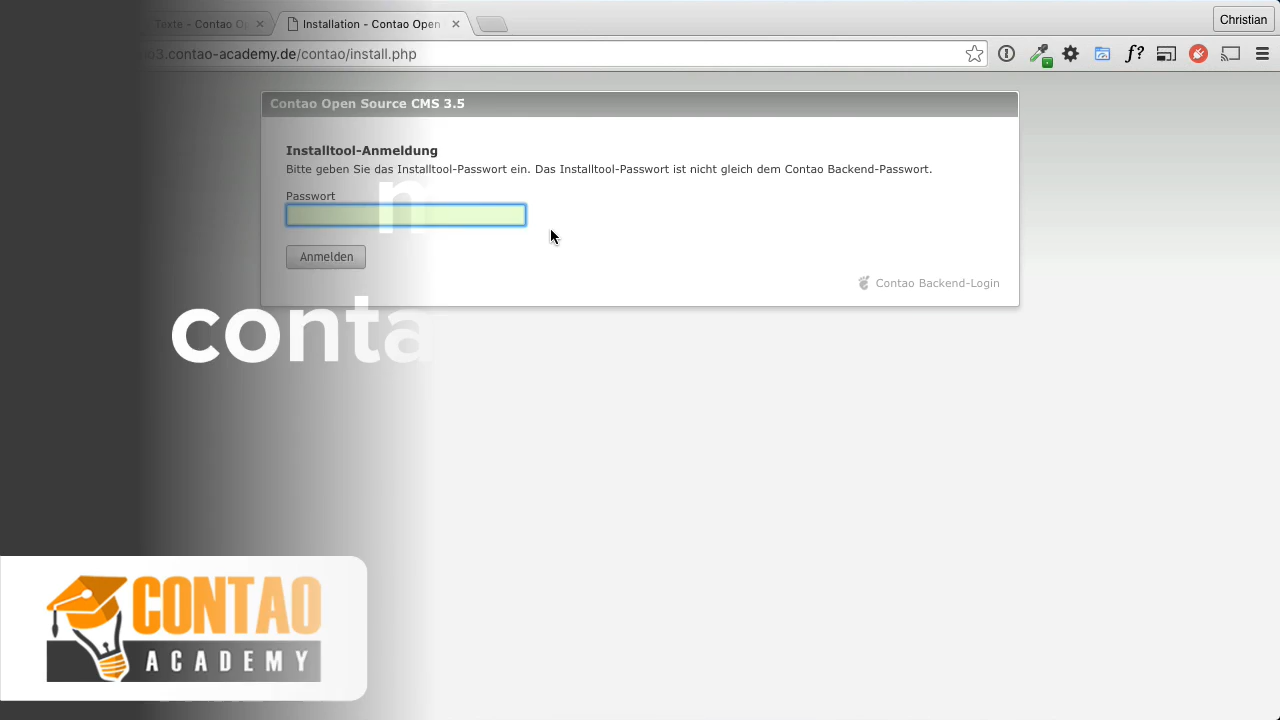 Texte - Contao Op
Installation - Contao Open
Christian
3.contao-academy.de/contao/install.php
f?
Contao Open Source CMS 3.5
Installtool-Anmeldung
Bitte geben Sie das Installtool-Passwort ein. Das Installtool-Passwort ist nicht gleich dem Contao Backend-Passwort.
Passwort
n
Anmelden
Contao Backend-Login
conta
CONTAO
ACADEMY